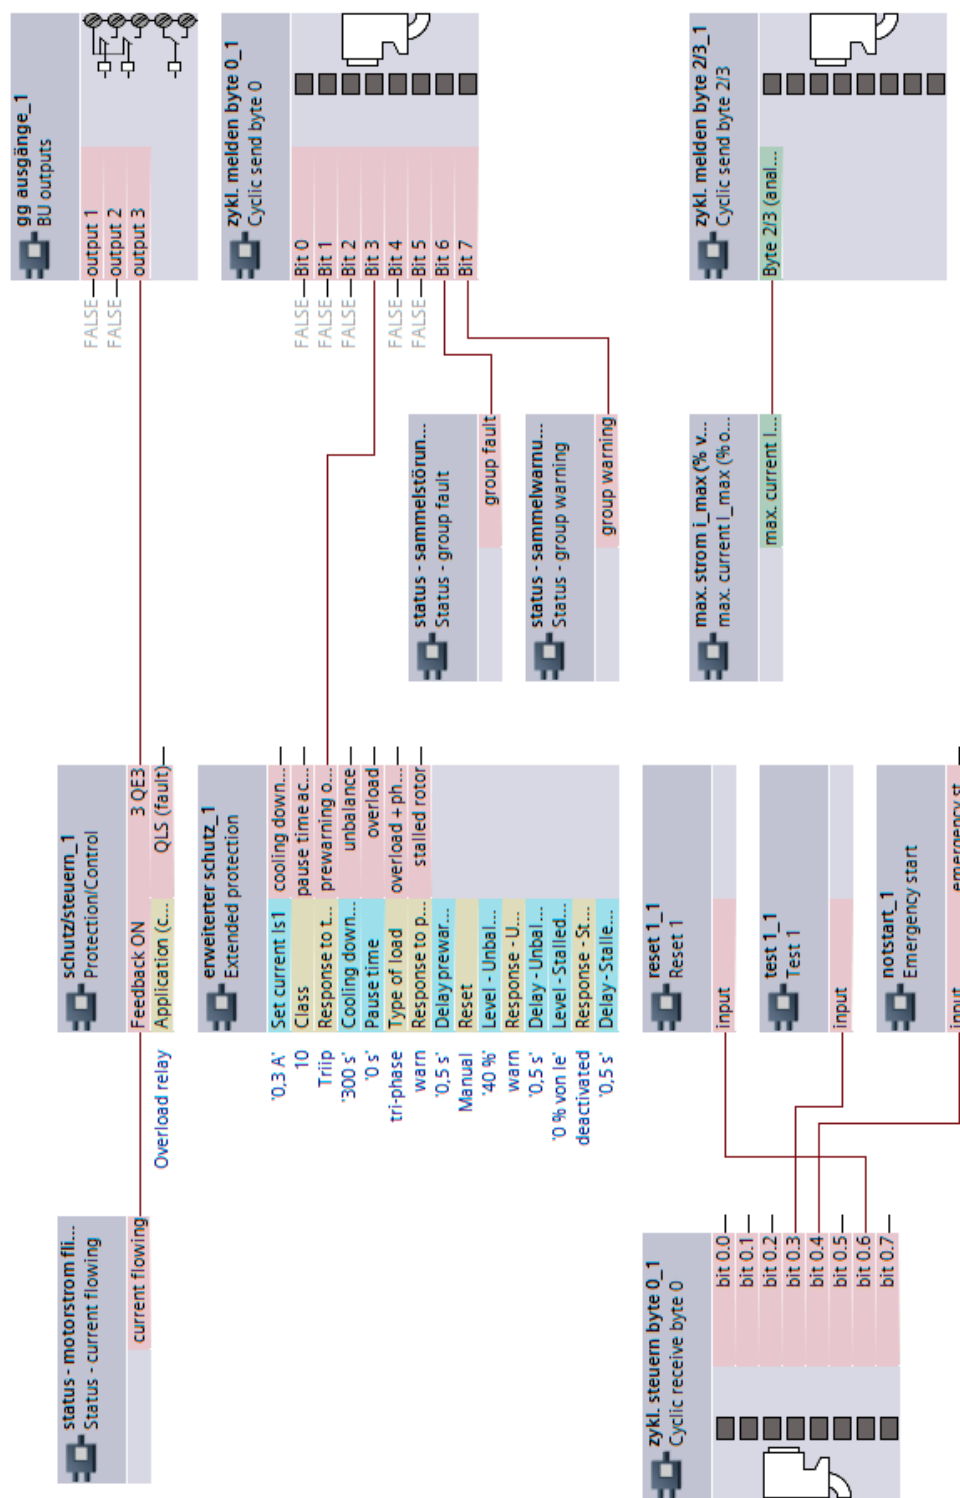 status - motorstrom fli...
Status - current flowing
current flowing
schutz/steuern_1
Protection/Control
Feedback ON
3 QE3
Application (c...
QLS (fault)
Overload relay
gg ausgänge_1
BU outputs
output 1
output 2
output 3
FALSE
FALSE
erweiterter schutz_1
Extended protection
'0,3 A'
Set current Is1
cooling down...
10
Class
pause time ac...
Triip
Response to t...
prewarning o...
'300 s'
Cooling down...
unbalance
'0 s'
Pause time
overload
tri-phase
Type of load
overload + ph...
warn
Response to p...
stalled rotor
'0,5 s'
Delay prewar...
Manual
Reset
'40 %'
Level - Unbal...
warn
Response - U...
'0,5 s'
Delay - Unbal...
'0 % von Ie'
Level - Stalled...
deactivated
Response - St...
'0,5 s'
Delay - Stalle...
zykl. melden byte 0_1
Cyclic send byte 0
FALSE
Bit 0
FALSE
Bit 1
FALSE
Bit 2
Bit 3
FALSE
Bit 4
FALSE
Bit 5
Bit 6
Bit 7
status - sammelstörun...
Status - group fault
group fault
status - sammelwarnu...
Status - group warning
group warning
zykl. steuern byte 0_1
Cyclic receive byte 0
bit 0.0
bit 0.1
bit 0.2
bit 0.3
bit 0.4
bit 0.5
bit 0.6
bit 0.7
reset 1_1
Reset 1
input
test 1_1
Test 1
input
notstart_1
Emergency start
input
emergency st...
max. strom i_max (% v...
max. current I_max (% o...
max. current I...
zykl. melden byte 2/3_1
Cyclic send byte 2/3
Byte 2/3 (anal...